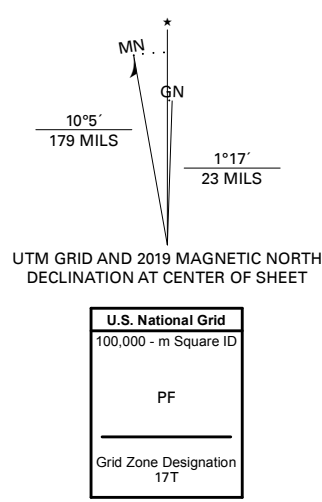 MN
GN
10°5´
179 MILS
1°17´
23 MILS
UTM GRID AND 2019 MAGNETIC NORTH
DECLINATION AT CENTER OF SHEET
U.S. National Grid
100,000 - m Square ID
PF
Grid Zone Designation
17T